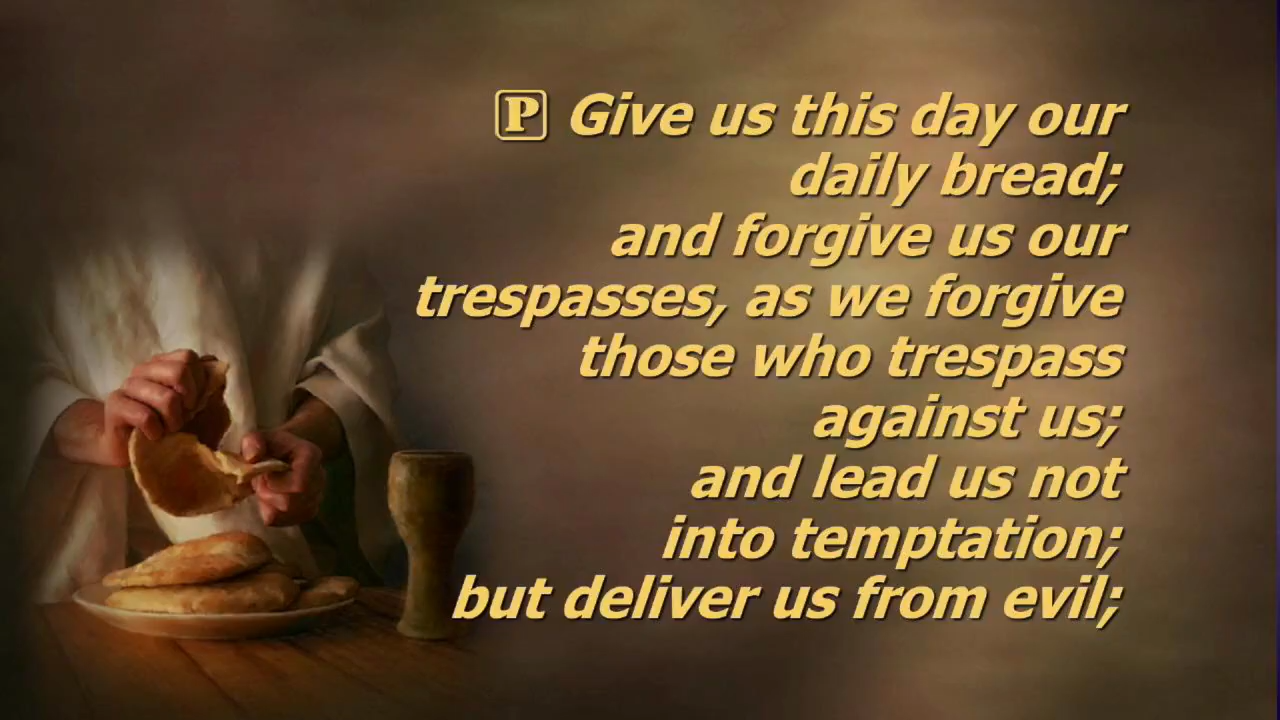 P Give us this day our
daily bread;
and forgive us our
trespasses, as we forgive
those who trespass
against us;
and lead us not
into temptation;
but deliver us from evil;